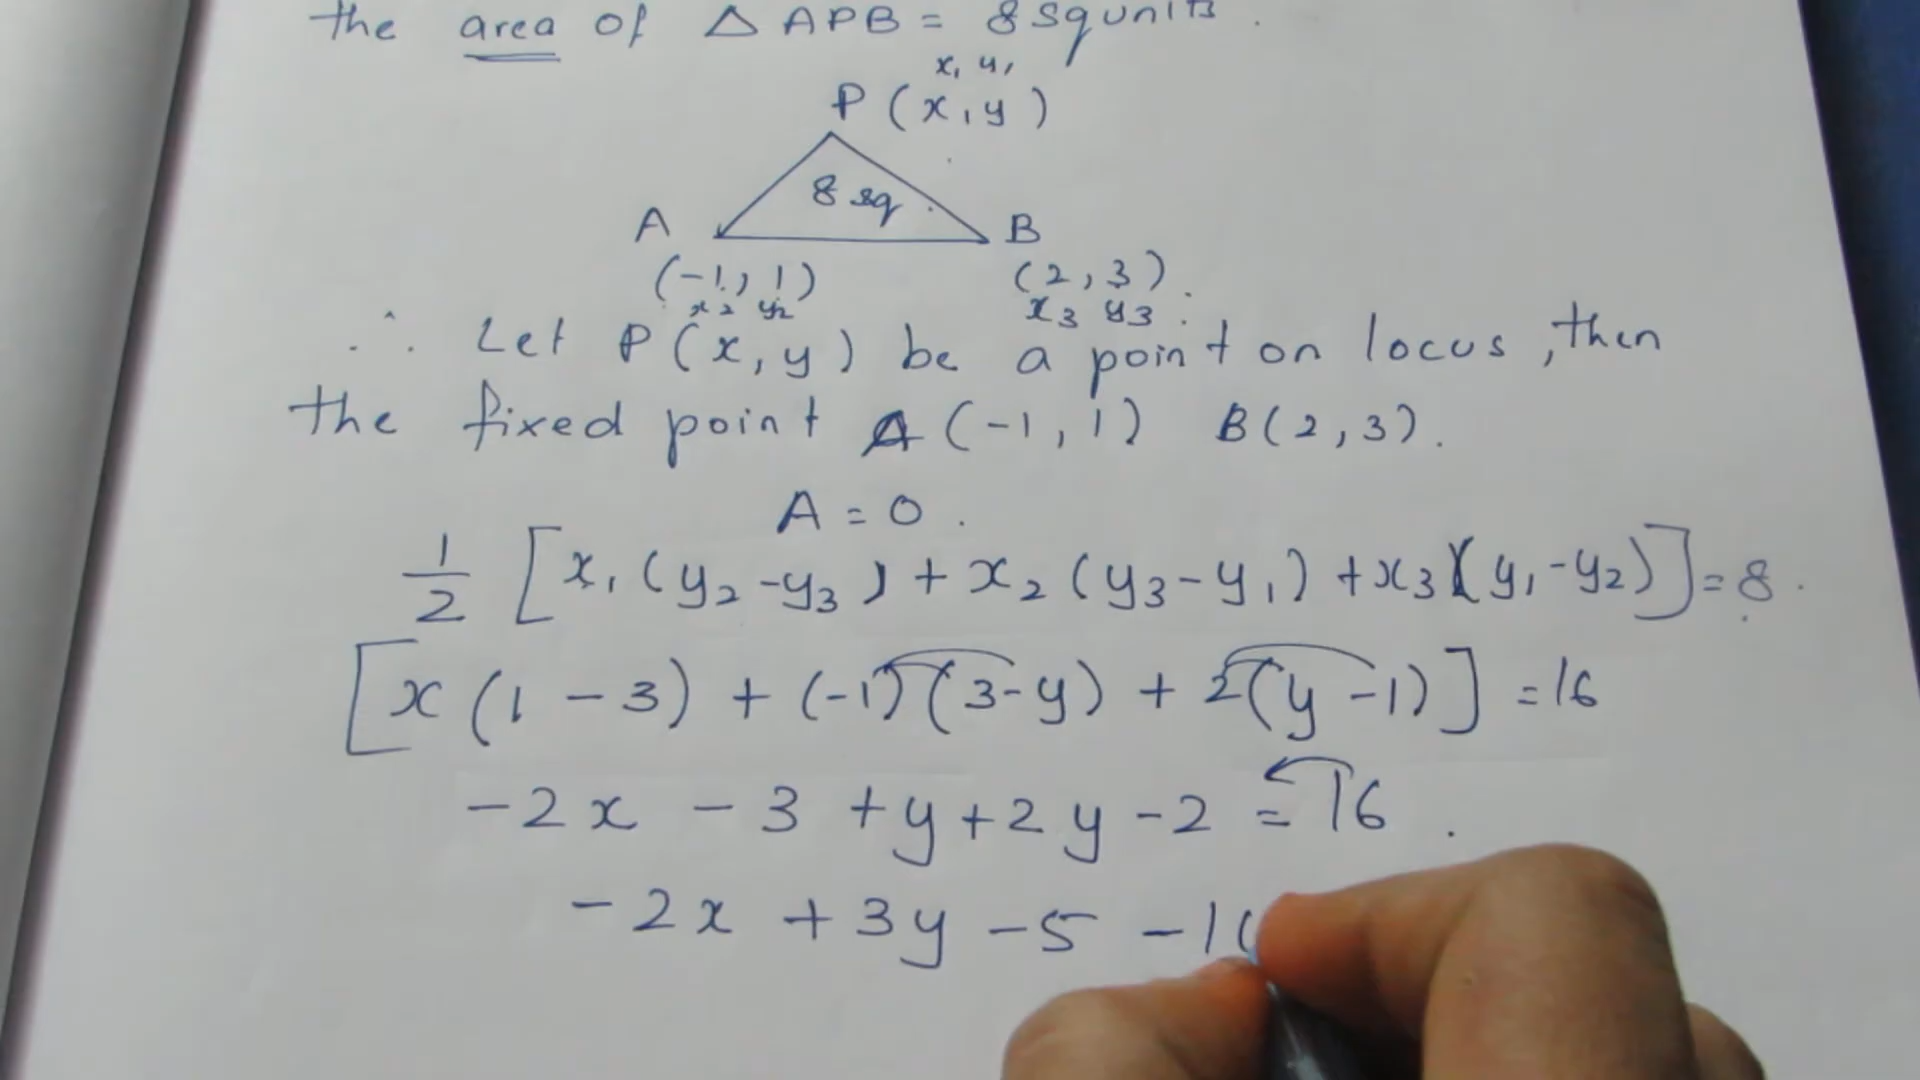 the area of △ APB = 8 sq units.
x₁ y₁
P (x, y)
8 sq.
A B
(-1, 1) (2, 3).
x₂ y₂ x₃ y₃.
∴ Let P(x, y) be a point on locus, then
the fixed point A(-1, 1) B(2, 3).
A = 0.
1/2 [x₁(y₂-y₃) + x₂(y₃-y₁) + x₃(y₁-y₂)] = 8.
[x(1 - 3) + (-1)(3-y) + 2(y-1)] = 16
-2x - 3 + y + 2y - 2 = 16.
-2x + 3y - 5 -1